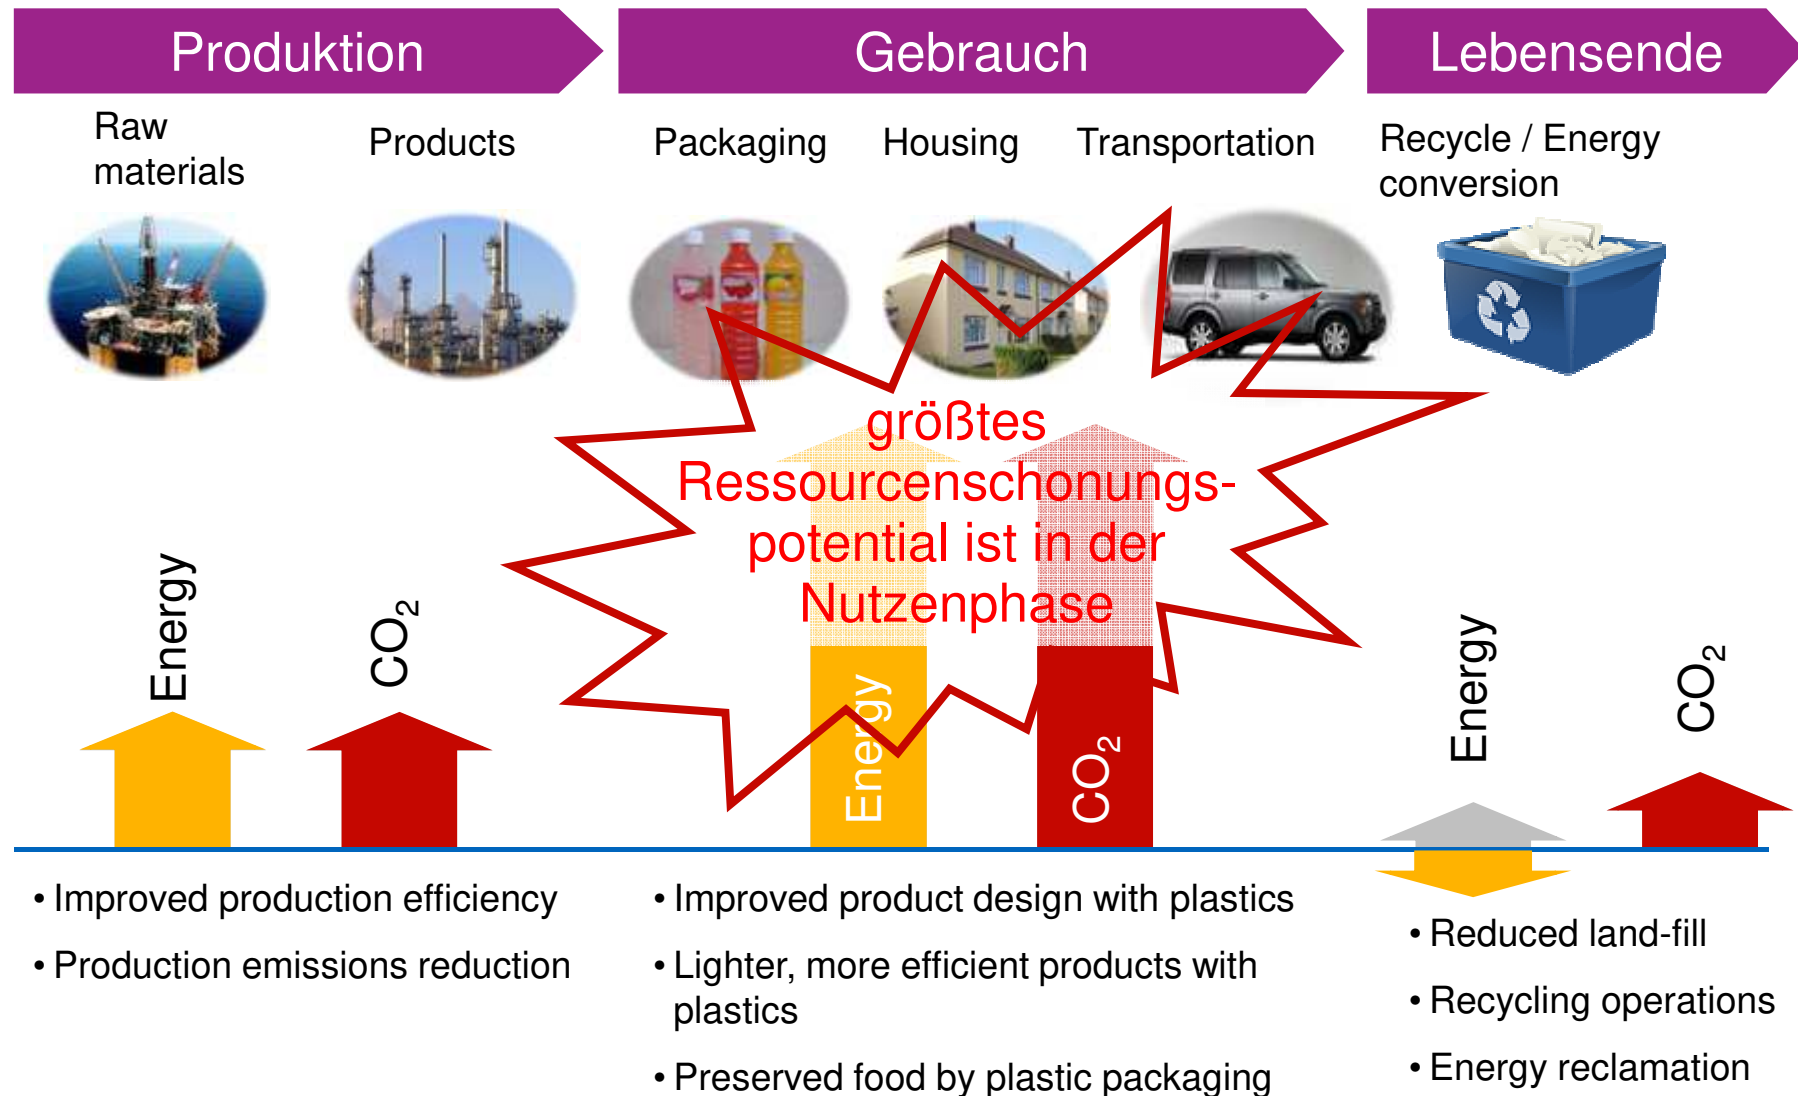 Produktion
Gebrauch
Lebensende
Raw
materials
Products
Packaging
Housing
Transportation
Recycle / Energy
conversion
größtes
Ressourcenschonungs-
potential ist in der
Nutzenphase
Energy
CO₂
Energy
CO₂
Energy
CO₂
• Improved production efficiency
• Production emissions reduction
• Improved product design with plastics
• Lighter, more efficient products with
plastics
• Preserved food by plastic packaging
• Reduced land-fill
• Recycling operations
• Energy reclamation